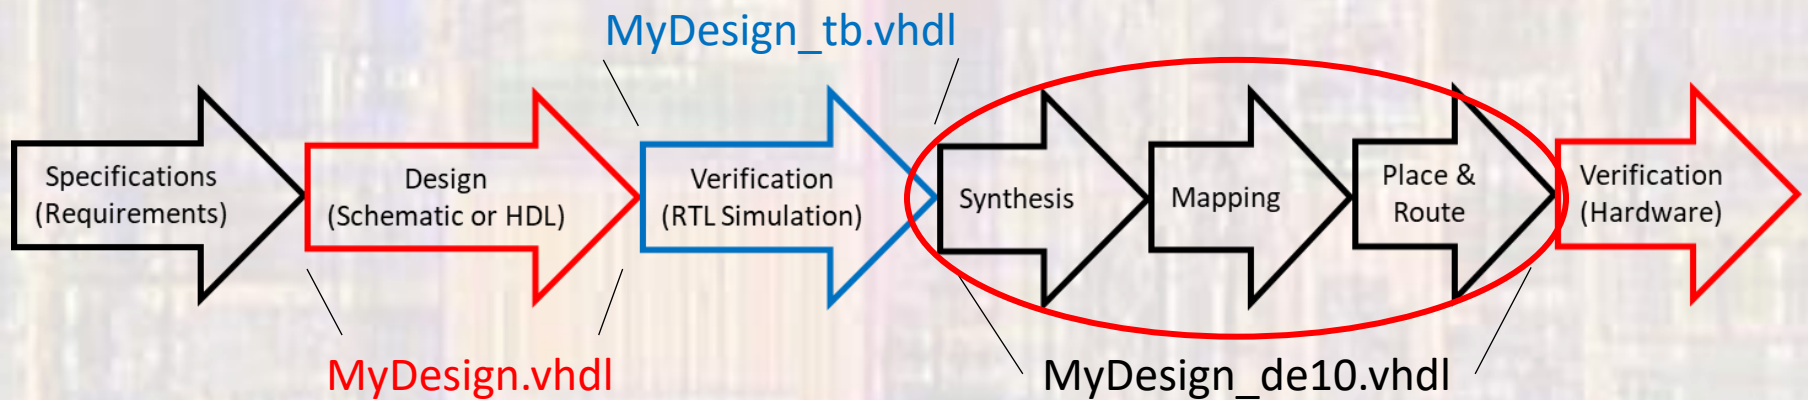 MyDesign_tb.vhdl
Specifications
(Requirements)
Design
(Schematic or HDL)
Verification
(RTL Simulation)
Synthesis
Mapping
Place &
Route
Verification
(Hardware)
MyDesign.vhdl
MyDesign_de10.vhdl